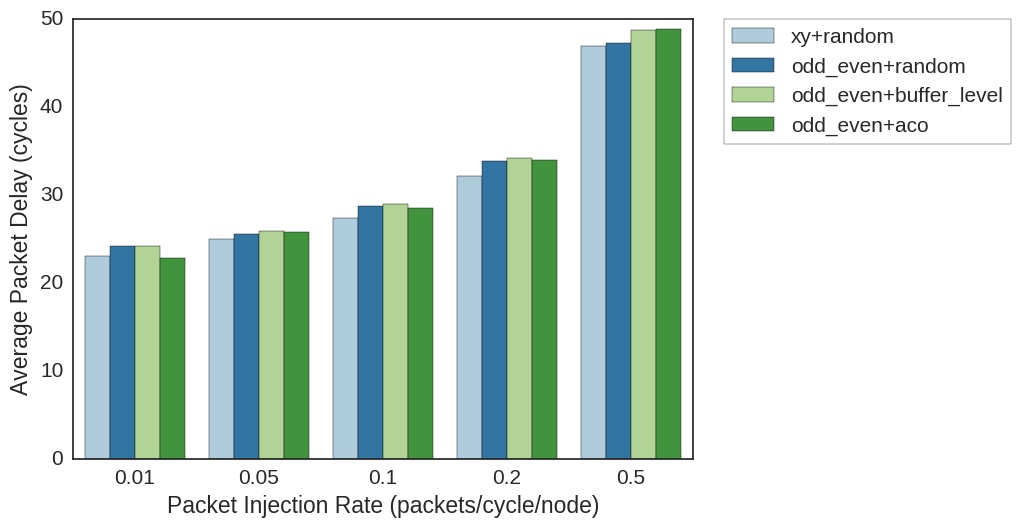 50
40
30
20
10
0
Average Packet Delay (cycles)
0.01 0.05 0.1 0.2 0.5
Packet Injection Rate (packets/cycle/node)
xy+random
odd_even+random
odd_even+buffer_level
odd_even+aco